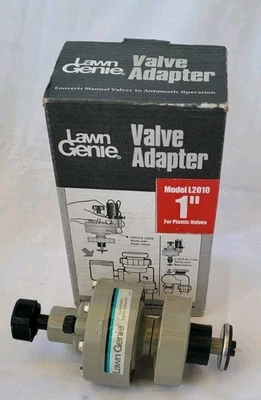 Lawn Genie®
Valve Adapter
Converts Manual Valves to Automatic Operation
Lawn Genie®
Valve Adapter
Model L2010
1"
For Plastic Valves
Lawn Genie